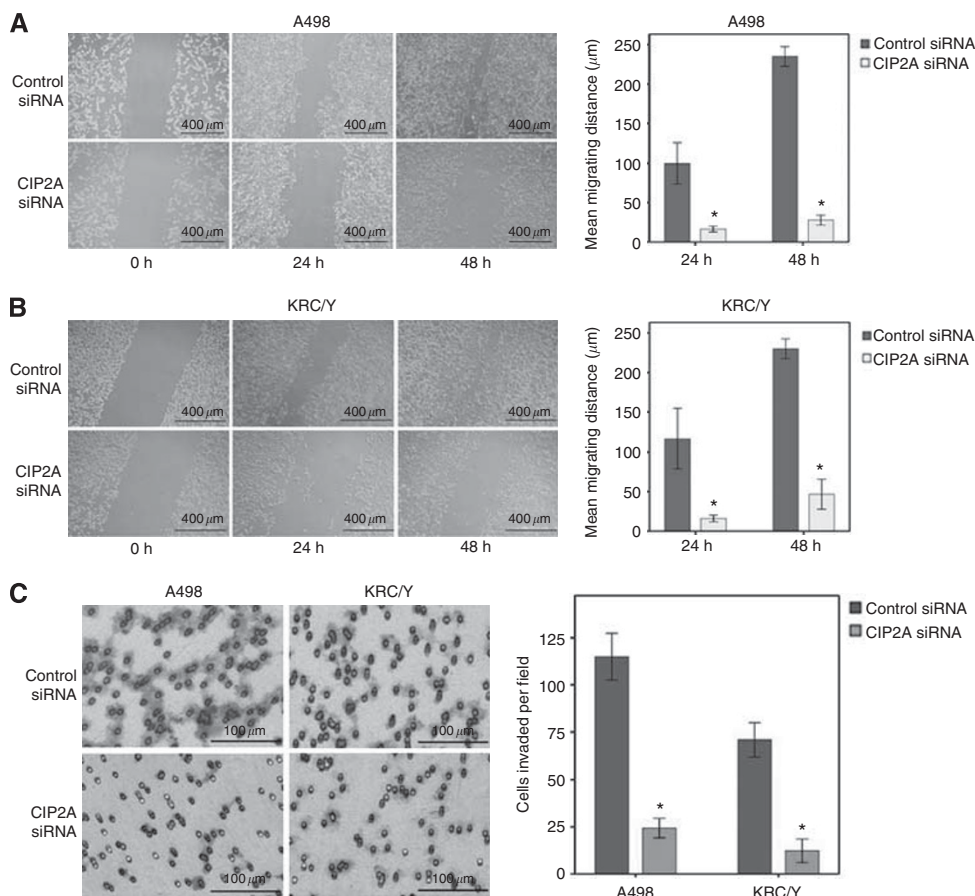 A
A498
Control
siRNA
400 μm
400 μm
400 μm
CIP2A
siRNA
400 μm
400 μm
400 μm
0 h
24 h
48 h
Mean migrating distance (μm)
250
200
150
100
50
0
*
*
24 h
48 h
A498
Control siRNA
CIP2A siRNA
B
KRC/Y
Control
siRNA
400 μm
400 μm
400 μm
CIP2A
siRNA
400 μm
400 μm
400 μm
0 h
24 h
48 h
KRC/Y
Mean migrating distance (μm)
250
200
150
100
50
0
*
*
24 h
48 h
Control siRNA
CIP2A siRNA
C
A498
KRC/Y
Control
siRNA
100 μm
100 μm
CIP2A
siRNA
100 μm
100 μm
Cells invaded per field
125
100
75
50
25
0
*
*
A498
KRC/Y
Control siRNA
CIP2A siRNA